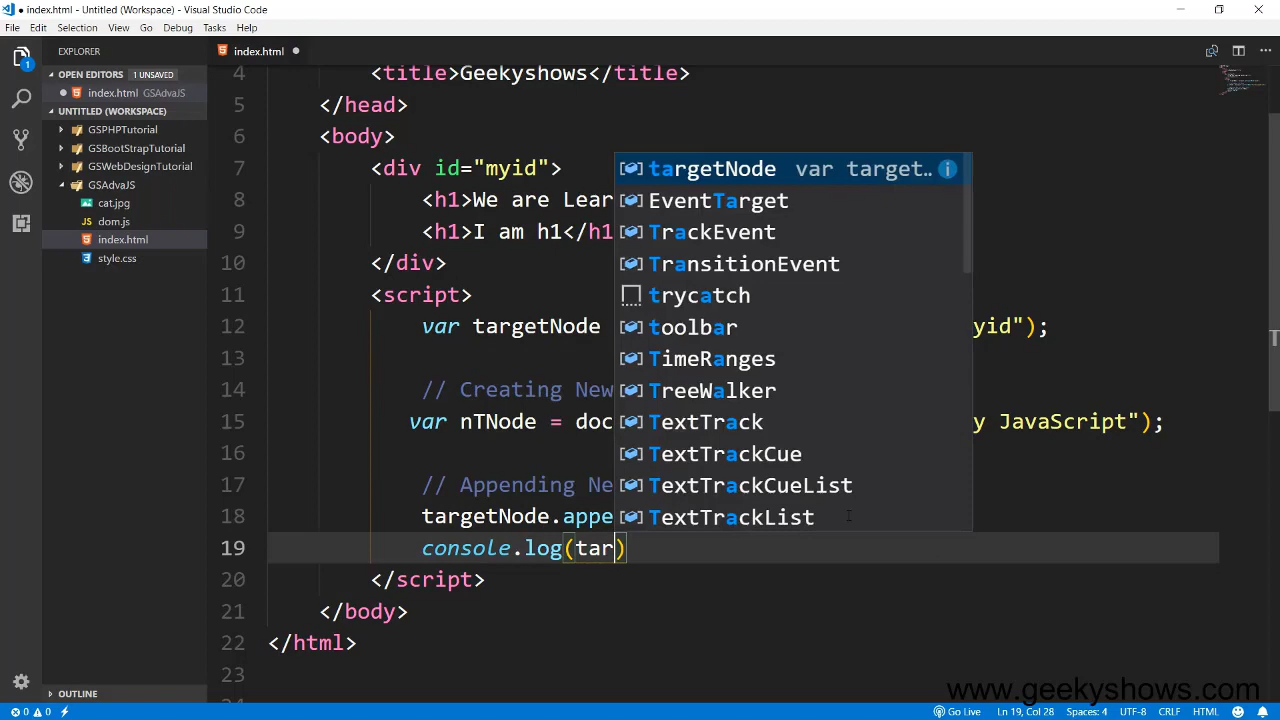 index.html - Untitled (Workspace) - Visual Studio Code
File Edit Selection View Go Debug Tasks Help
EXPLORER
index.html
OPEN EDITORS 1 UNSAVED
index.html GSAdvaJS
UNTITLED (WORKSPACE)
GSPHPTutorial
GSBootStrapTutorial
GSWebDesignTutorial
GSAdvaJS
cat.jpg
dom.js
index.html
style.css
OUTLINE
1
4 <title>Geekyshows</title>
5 </head>
6 <body>
7 <div id="myid">
8 <h1>We are Lear
9 <h1>I am h1</h1
10 </div>
11 <script>
12 var targetNode yid");
13
14 // Creating New
15 var nTNode = doc y JavaScript");
16
17 // Appending Ne
18 targetNode.appe
19 console.log(tar)
20 </script>
21 </body>
22 </html>
23
targetNode var target..
EventTarget
TrackEvent
TransitionEvent
trycatch
toolbar
TimeRanges
TreeWalker
TextTrack
TextTrackCue
TextTrackCueList
TextTrackList
www.geekyshows.com
0 0 Go Live Ln 19, Col 28 Spaces: 4 UTF-8 CRLF HTML